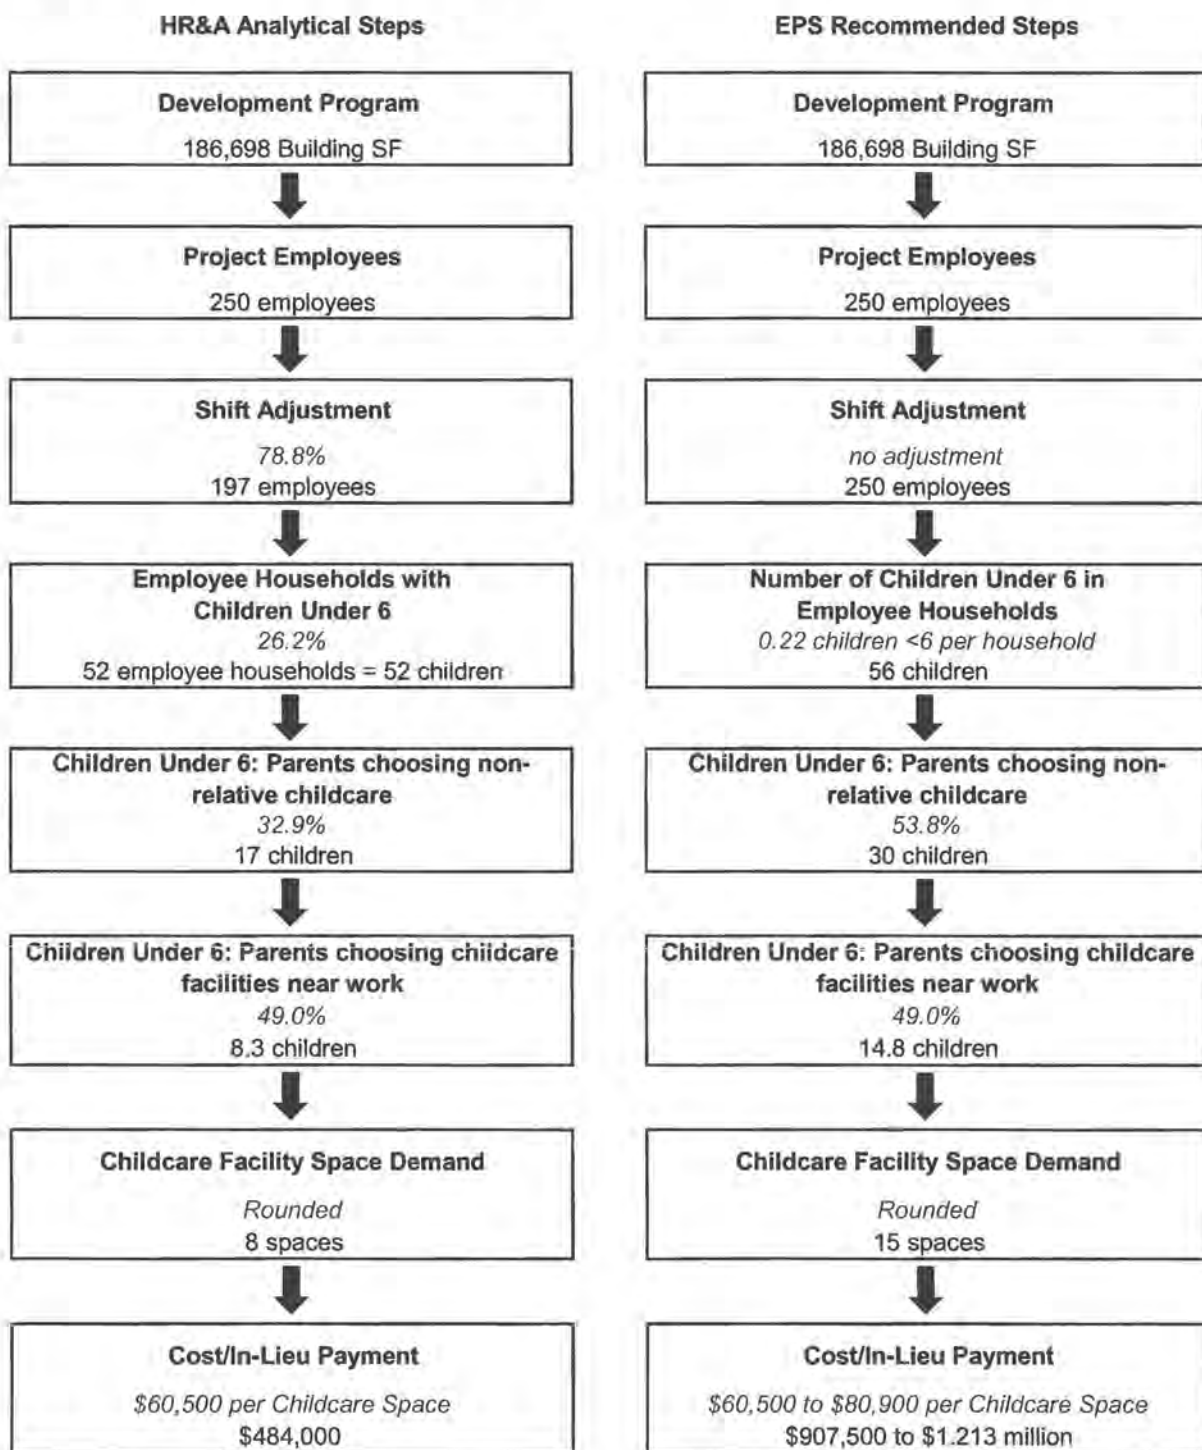 HR&A Analytical Steps
Development Program
186,698 Building SF
Project Employees
250 employees
Shift Adjustment
78.8%
197 employees
Employee Households with
Children Under 6
26.2%
52 employee households = 52 children
Children Under 6: Parents choosing non-
relative childcare
32.9%
17 children
Children Under 6: Parents choosing childcare
facilities near work
49.0%
8.3 children
Childcare Facility Space Demand
Rounded
8 spaces
Cost/In-Lieu Payment
$60,500 per Childcare Space
$484,000
EPS Recommended Steps
Development Program
186,698 Building SF
Project Employees
250 employees
Shift Adjustment
no adjustment
250 employees
Number of Children Under 6 in
Employee Households
0.22 children <6 per household
56 children
Children Under 6: Parents choosing non-
relative childcare
53.8%
30 children
Children Under 6: Parents choosing childcare
facilities near work
49.0%
14.8 children
Childcare Facility Space Demand
Rounded
15 spaces
Cost/In-Lieu Payment
$60,500 to $80,900 per Childcare Space
$907,500 to $1.213 million